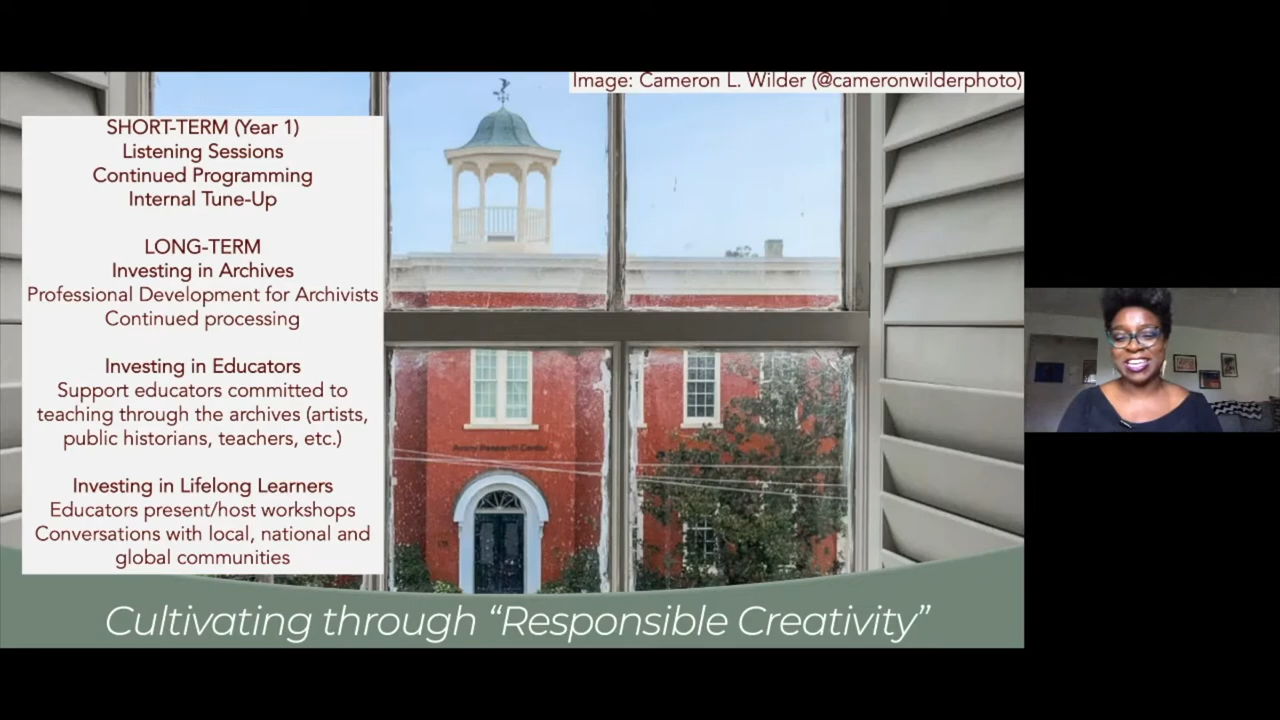 Image: Cameron L. Wilder (@cameronwilderphoto)
SHORT-TERM (Year 1)
Listening Sessions
Continued Programming
Internal Tune-Up
LONG-TERM
Investing in Archives
Professional Development for Archivists
Continued processing
Investing in Educators
Support educators committed to
teaching through the archives (artists,
public historians, teachers, etc.)
Investing in Lifelong Learners
Educators present/host workshops
Conversations with local, national and
global communities
Avery Research Center
Cultivating through “Responsible Creativity”